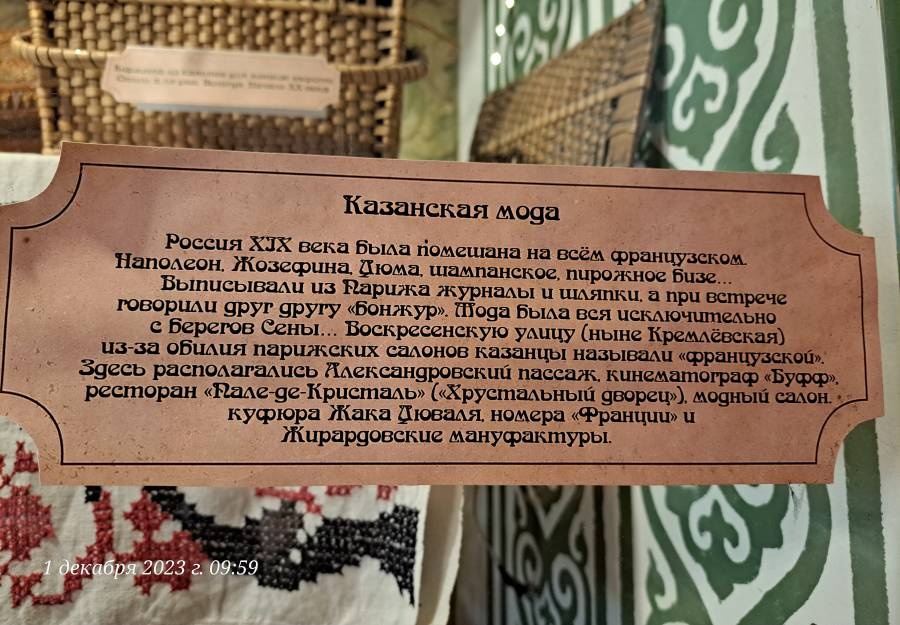 Казанская мода
Россия XIX века была помешана на всём французском.
Наполеон, Жозефина, Дюма, шампанское, пирожное бизе...
Выписывали из Парижа журналы и шляпки, а при встрече
говорили друг другу «бонжур». Мода была вся исключительно
с берегов Сены... Воскресенскую улицу (ныне Кремлёвская)
из-за обилия парижских салонов казанцы называли «французской».
Здесь располагались Александровский пассаж, кинематограф «Буфф»,
ресторан «Пале-де-Кристаль» («Хрустальный дворец»), модный салон.
куфюра Жака Дюваля, номера «Франции» и
Жирардовские мануфактуры.
1 декабря 2023 г. 09:59